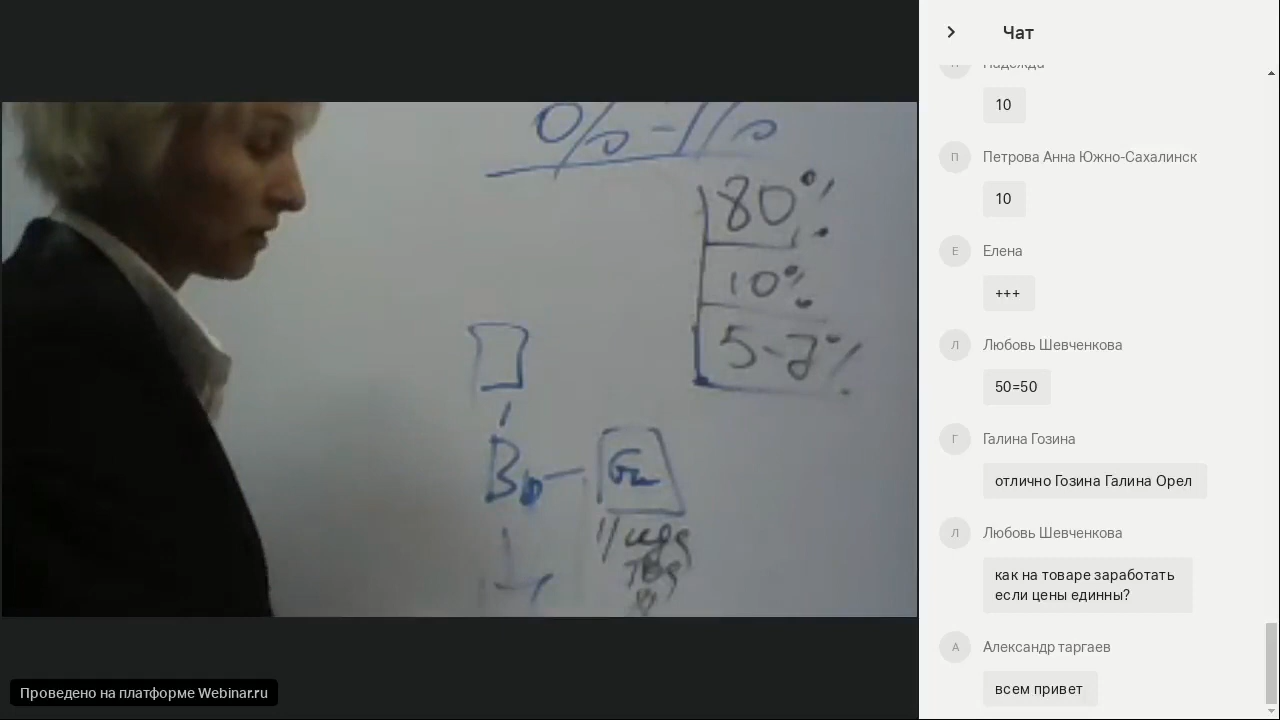 80%
10%
5-7%
Чат
Надежда
10
П
Петрова Анна Южно-Сахалинск
10
Е
Елена
+++
Л
Любовь Шевченкова
50=50
Г
Галина Гозина
отлично Гозина Галина Орел
Л
Любовь Шевченкова
как на товаре заработать
если цены единны?
А
Александр таргаев
всем привет
Проведено на платформе Webinar.ru